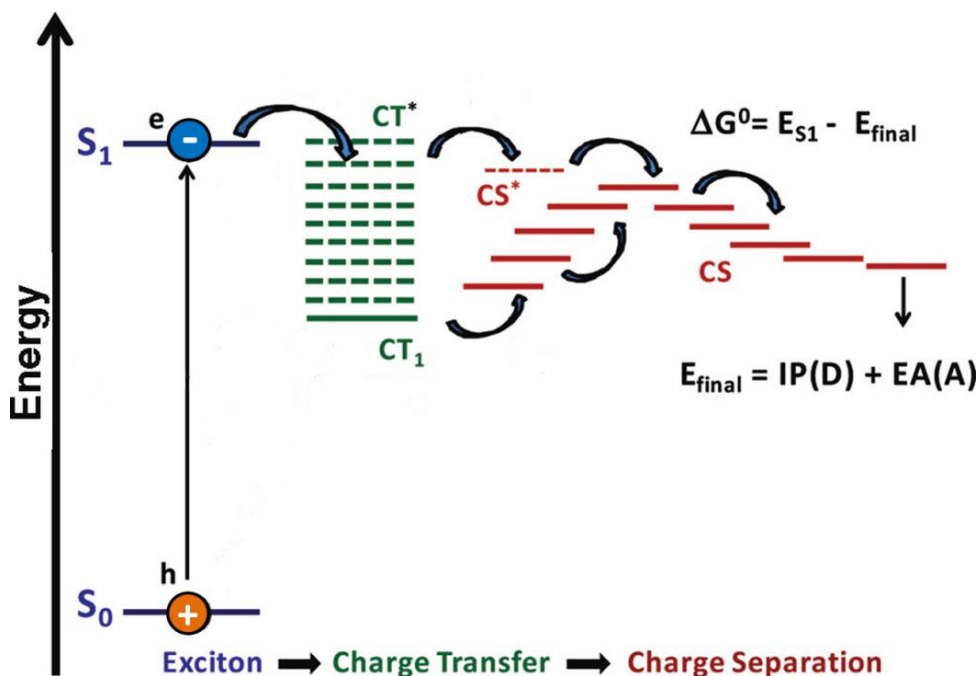 Energy
e
-
S1
CT*
ΔG0= ES1 - Efinal
CS*
CS
CT1
Efinal = IP(D) + EA(A)
h
S0
+
Exciton → Charge Transfer → Charge Separation